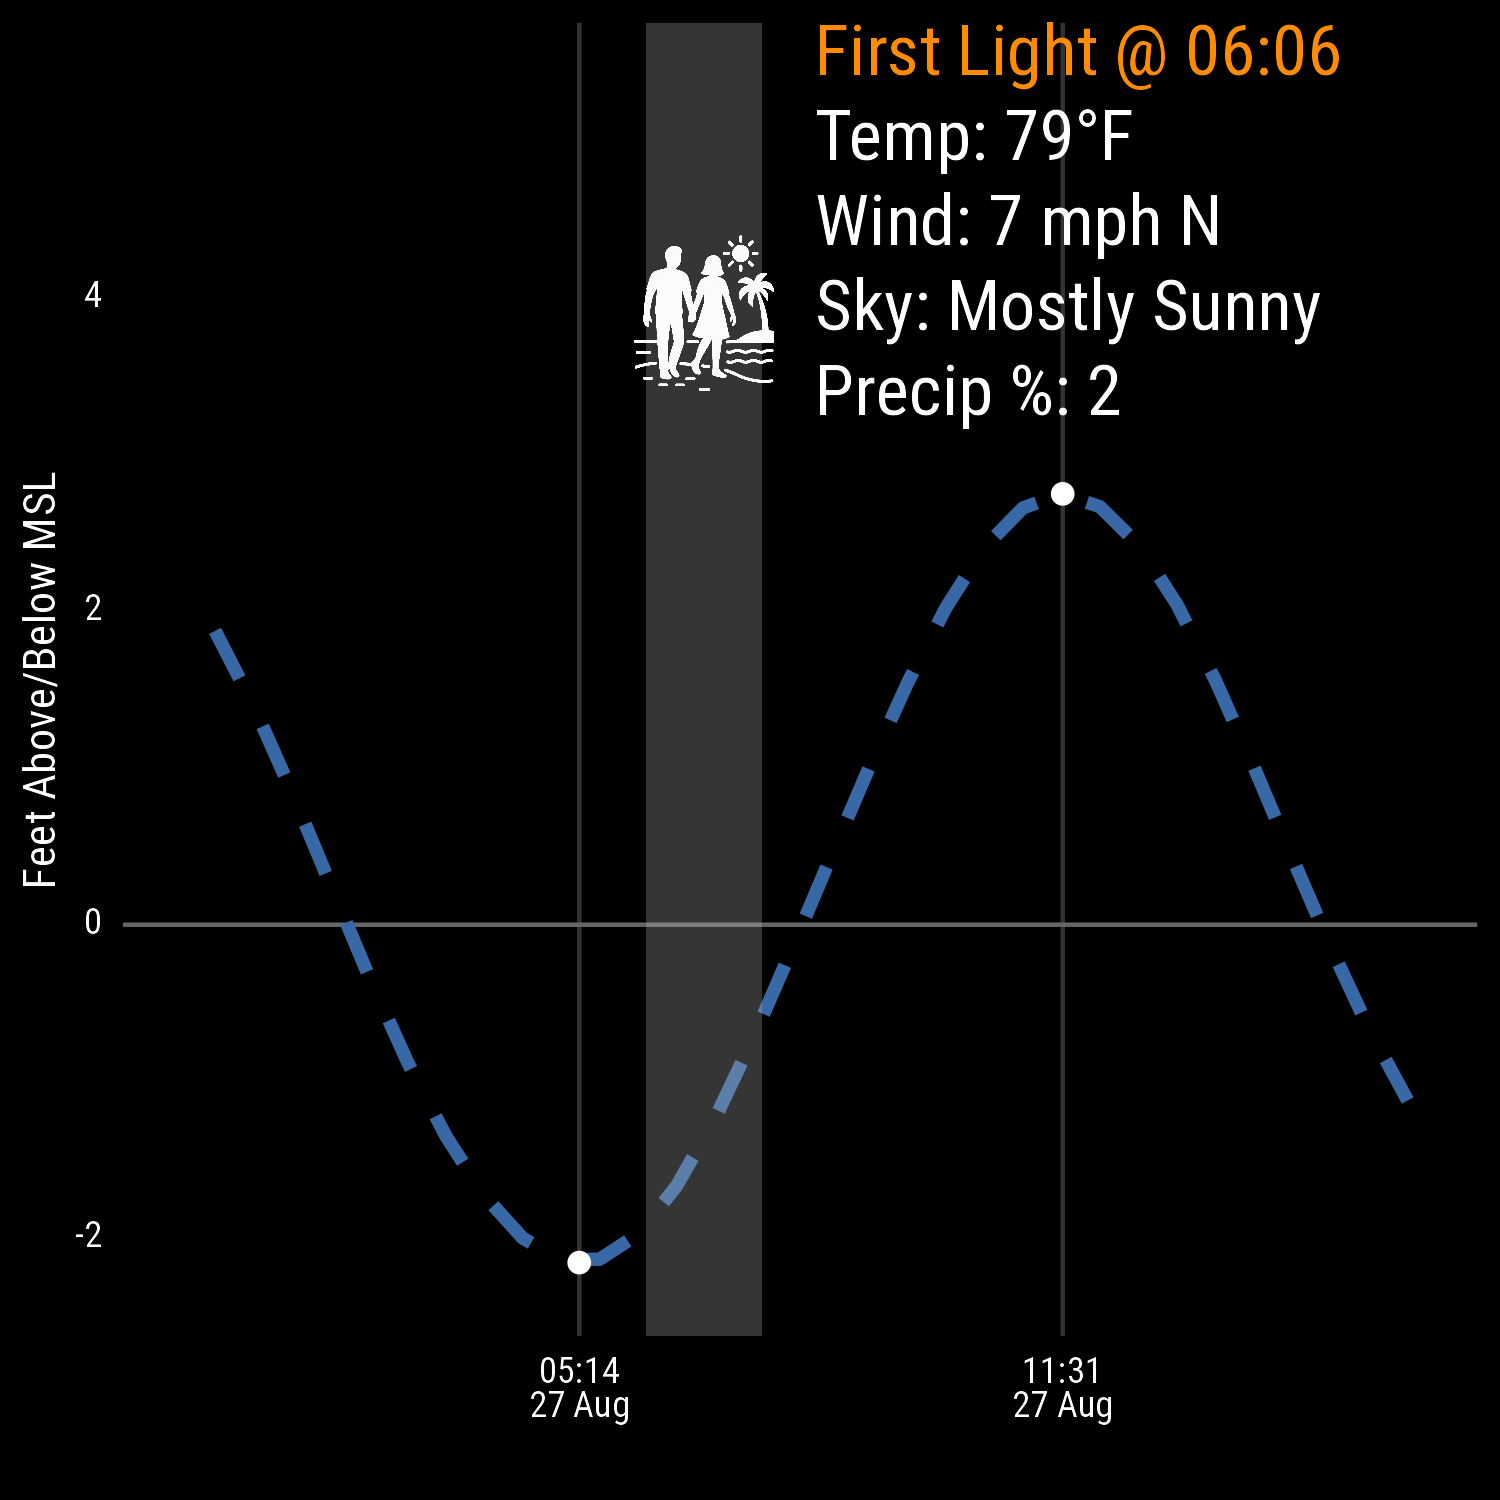 First Light @ 06:06
Temp: 79°F
Wind: 7 mph N
Sky: Mostly Sunny
Precip %: 2
Feet Above/Below MSL
4
2
0
-2
05:14
27 Aug
11:31
27 Aug